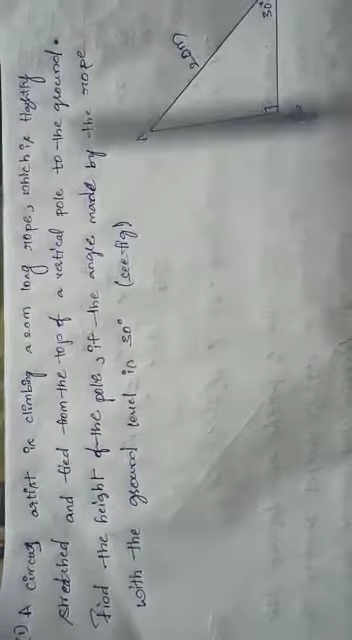 1) A circus artist is climbing a 20m long rope, which is tightly
stretched and tied from the top of a vertical pole to the ground.
Find the height of the pole, if the angle made by the rope
with the ground level is 30° (see fig)
20m
30°